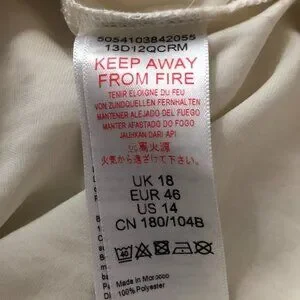 5054103842055
13D12QCRM
KEEP AWAY
FROM FIRE
TENIR ELOIGNE DU FEU
VON ZUNDQUELLEN FERNHALTEN
MANTENER ALEJADO DEL FUEGO
MANTER AFASTADO DO FOGO
JAUHKAN DARI API
火気から遠ざけて下さい。
UK 18
EUR 46
US 14
CN 180/104B
40
Made in Morocco
100% Polyester